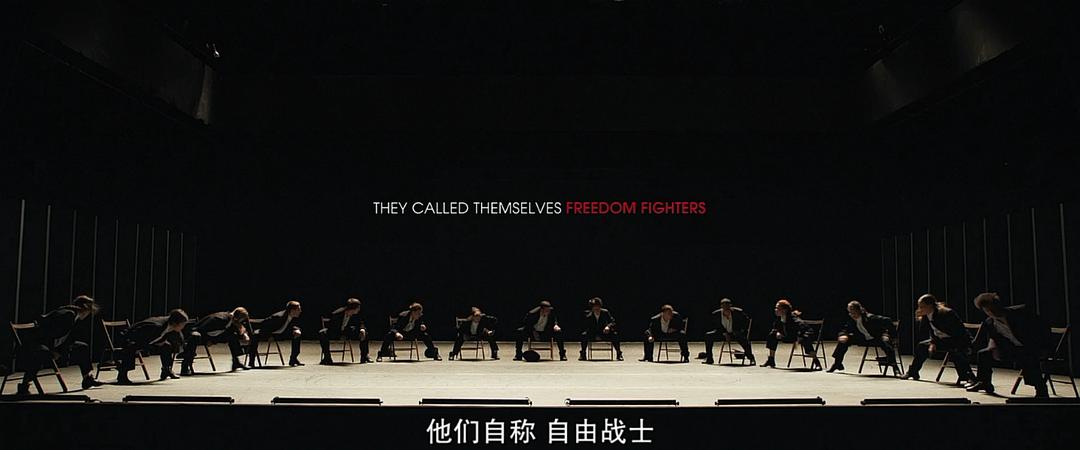 THEY CALLED THEMSELVES FREEDOM FIGHTERS
他们自称 自由战士